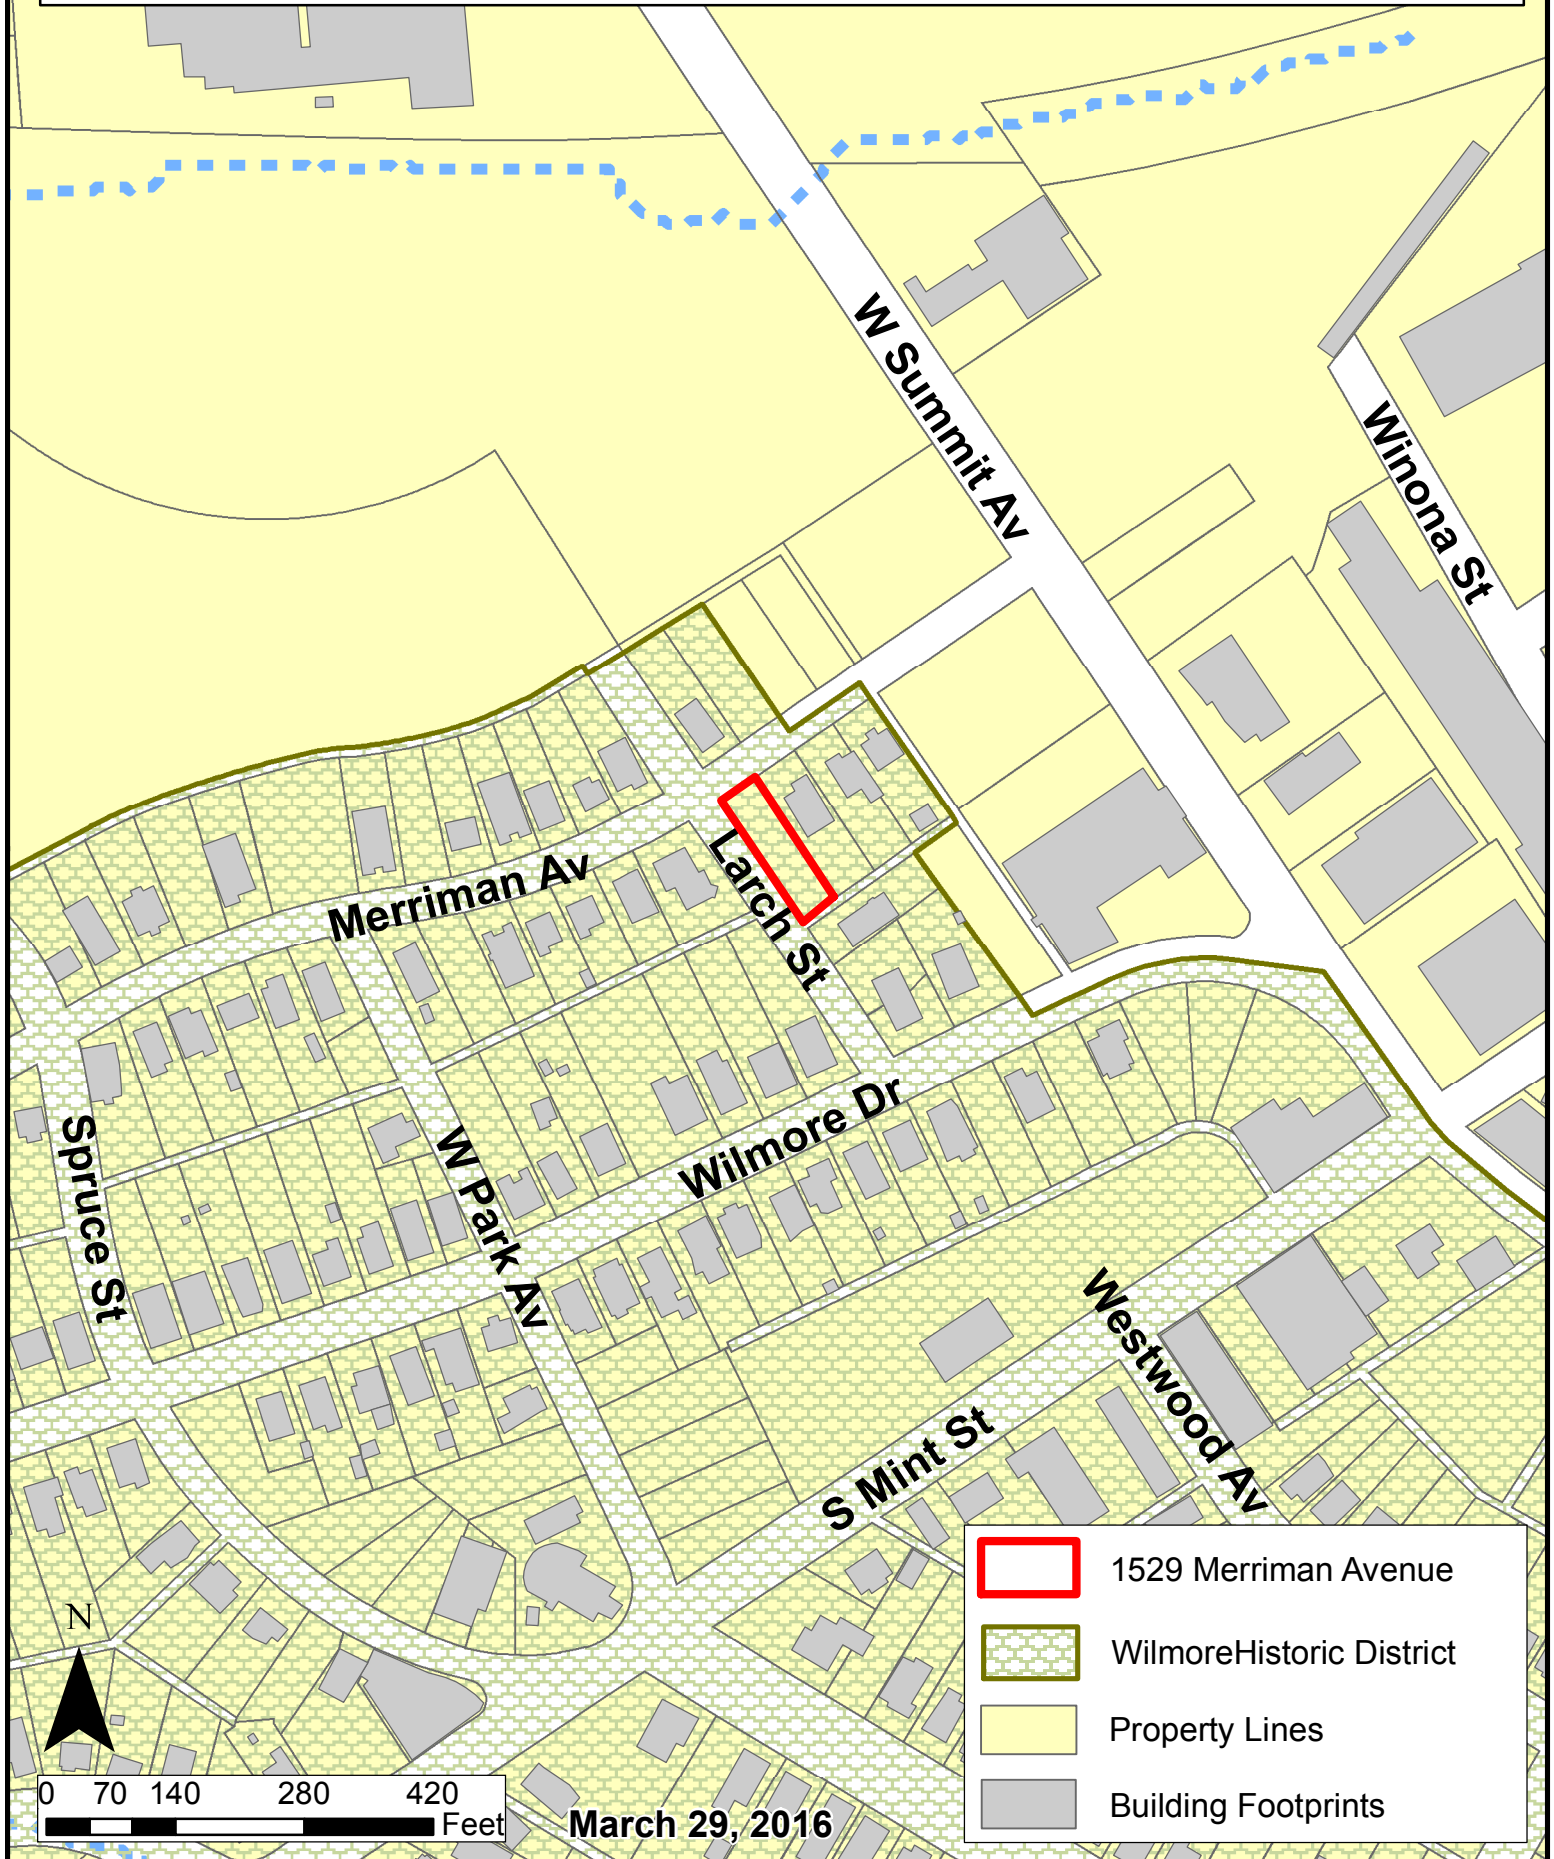 W Summit Av
Winona St
Merriman Av
Larch St
Spruce St
W Park Av
Wilmore Dr
Westwood Av
S Mint St
1529 Merriman Avenue
WilmoreHistoric District
Property Lines
Building Footprints
N
0 70 140 280 420
Feet
March 29, 2016